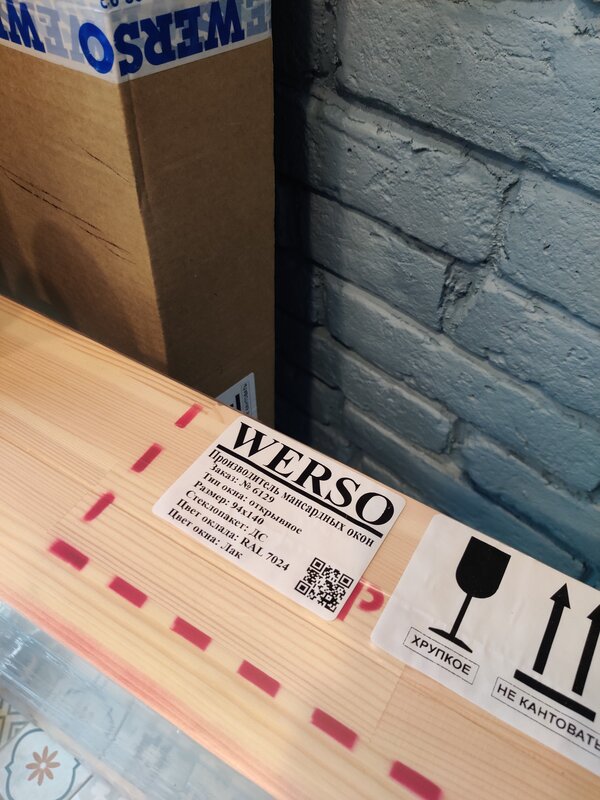 WERSO
WERSO
Производитель мансардных окон
Заказ: № 6129
Тип окна: открывное
Размер: 94x140
Стеклопакет: ДС
Цвет оклада: RAL 7024
Цвет окна: Лак
P
ХРУПКОЕ
НЕ КАНТОВАТЬ